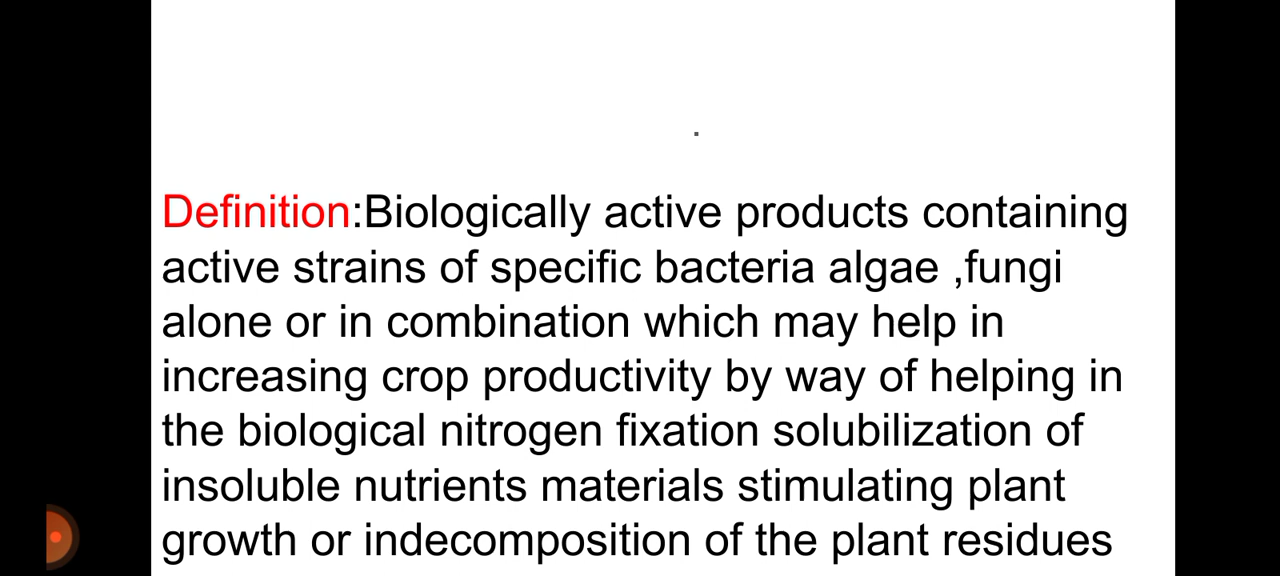 Definition:Biologically active products containing
active strains of specific bacteria algae ,fungi
alone or in combination which may help in
increasing crop productivity by way of helping in
the biological nitrogen fixation solubilization of
insoluble nutrients materials stimulating plant
growth or indecomposition of the plant residues